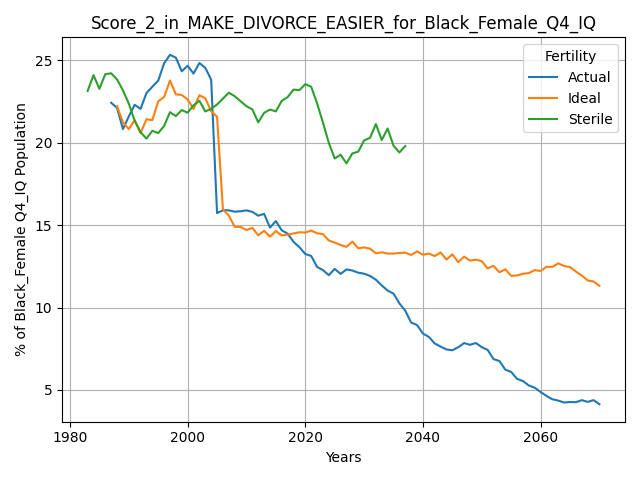 Score_2_in_MAKE_DIVORCE_EASIER_for_Black_Female_Q4_IQ
Fertility
Actual
Ideal
Sterile
% of Black_Female Q4_IQ Population
25
20
15
10
5
1980
2000
2020
2040
2060
Years